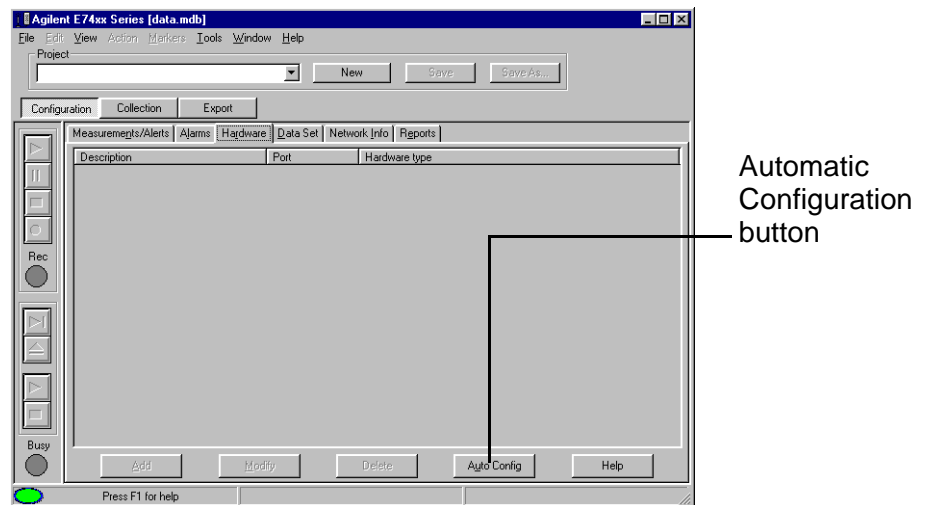 Agilent E74xx Series [data.mdb]
File Edit View Action Markers Tools Window Help
Project
New Save Save As...
Configuration Collection Export
Measurements/Alerts Alarms Hardware Data Set Network Info Reports
Description Port Hardware type
Automatic
Configuration
button
Rec
Busy
Add Modify Delete Auto Config Help
Press F1 for help